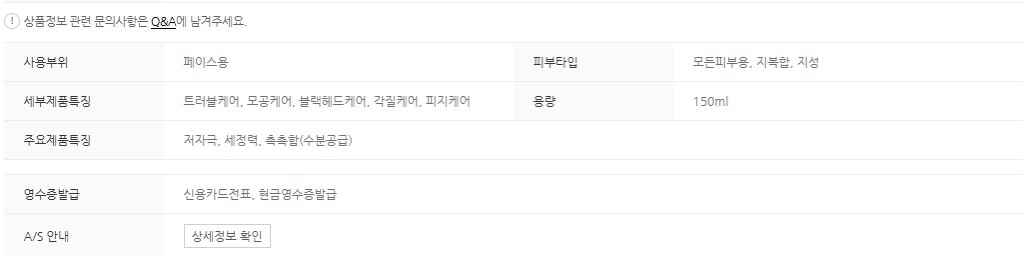 ! 상품정보 관련 문의사항은 Q&A에 남겨주세요.
사용부위 페이스용 피부타입 모든피부용, 지복합, 지성
세부제품특징 트러블케어, 모공케어, 블랙헤드케어, 각질케어, 피지케어 용량 150ml
주요제품특징 저자극, 세정력, 촉촉함(수분공급)
영수증발급 신용카드전표, 현금영수증발급
A/S 안내 상세정보 확인